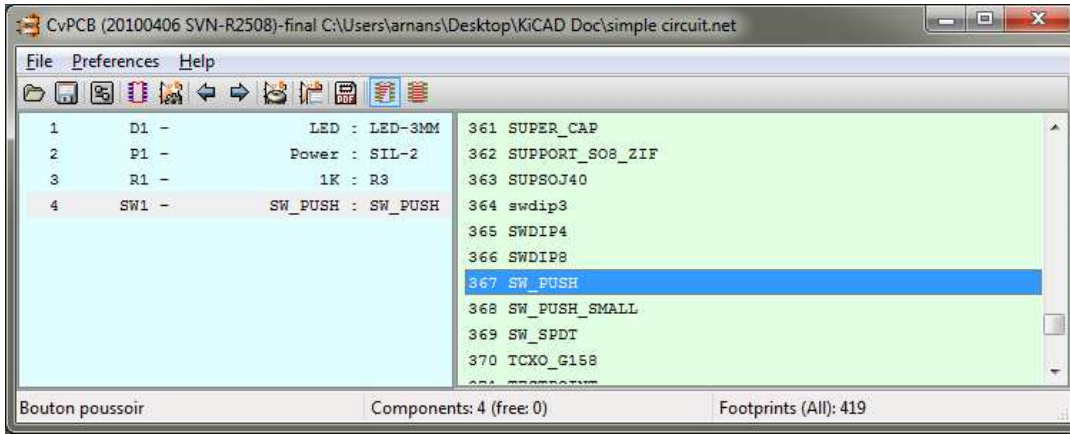 CvPCB (20100406 SVN-R2508)-final C:\Users\arnans\Desktop\KiCAD Doc\simple circuit.net
File Preferences Help
1 D1 - LED : LED-3MM
2 P1 - Power : SIL-2
3 R1 - 1K : R3
4 SW1 - SW_PUSH : SW_PUSH
361 SUPER_CAP
362 SUPPORT_SO8_ZIF
363 SUPSOJ40
364 swdip3
365 SWDIP4
366 SWDIP8
367 SW_PUSH
368 SW_PUSH_SMALL
369 SW_SPDT
370 TCXO_G158
Bouton poussoir Components: 4 (free: 0) Footprints (All): 419